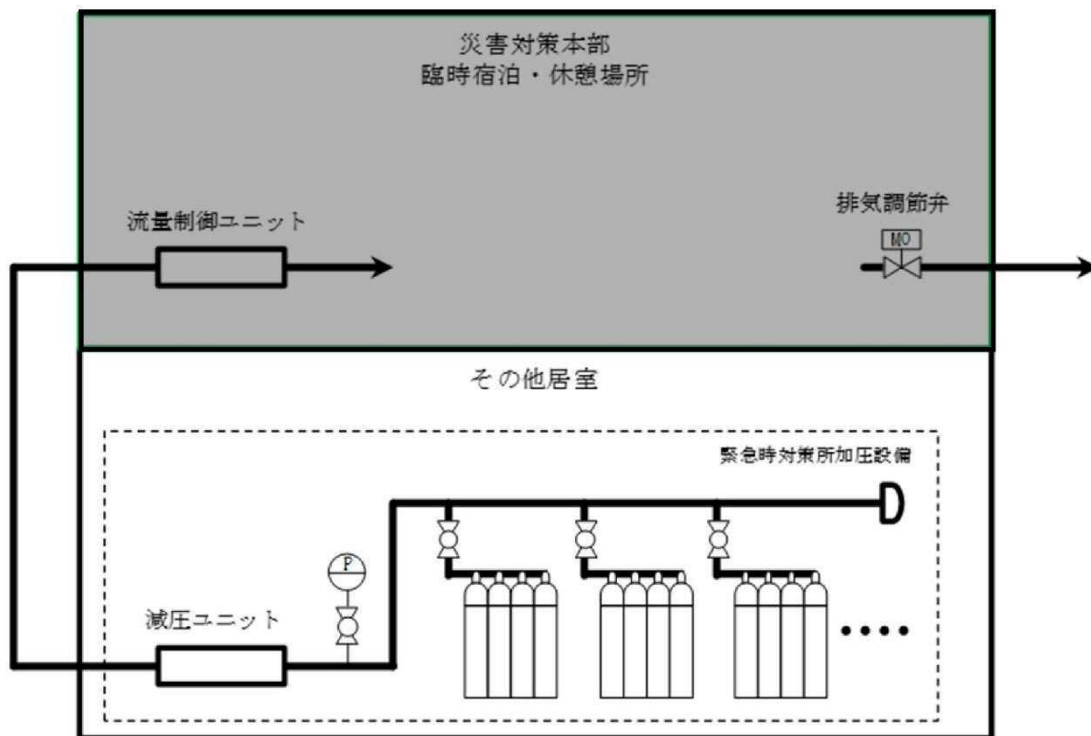 災害対策本部
臨時宿泊・休憩場所
流量制御ユニット
排気調節弁
MO
その他居室
緊急時対策所加圧設備
P
減圧ユニット